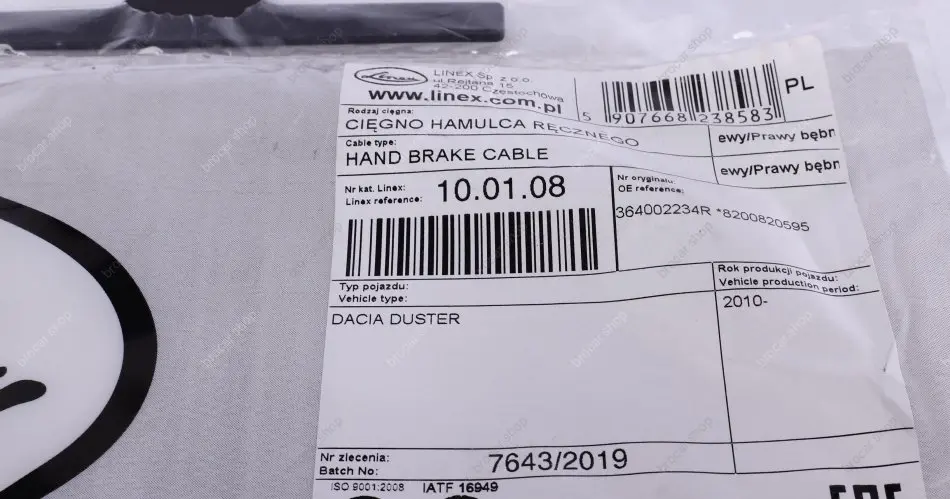 Linex
LINEX Sp. z o.o.
ul.Rejtana 15
42-200 Częstochowa
www.linex.com.pl
5 907668 238583
PL
Rodzaj cięgna:
CIĘGNO HAMULCA RĘCZNEGO
ewy/Prawy bębn
Cable type:
HAND BRAKE CABLE
ewy/Prawy bębn
Nr kat. Linex:
Linex reference:
10.01.08
Nr oryginału:
OE reference:
364002234R *8200820595
Typ pojazdu:
Vehicle type:
Rok produkcji pojazdu:
Vehicle production period:
DACIA DUSTER
2010-
Nr zlecenia:
Batch No:
7643/2019
ISO 9001:2008 IATF 16949
brocar.shop